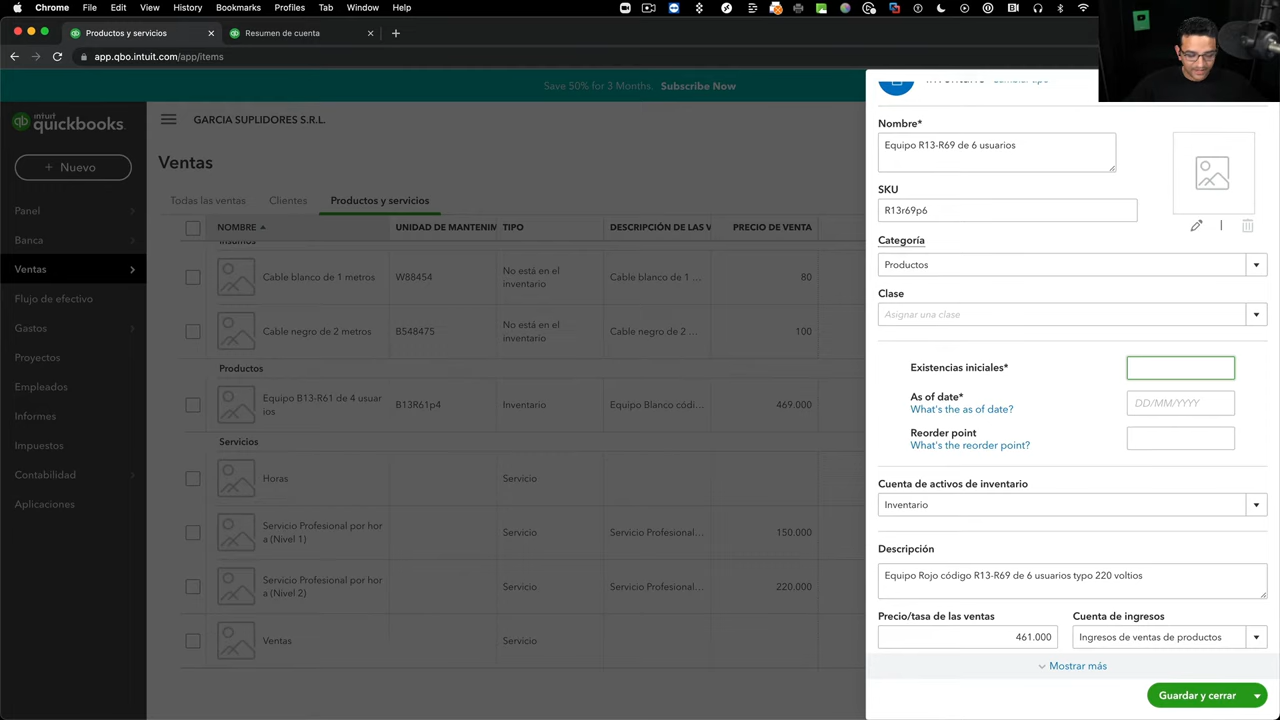 Chrome File Edit View History Bookmarks Profiles Tab Window Help
Productos y servicios
Resumen de cuenta
app.qbo.intuit.com/app/items
Save 50% for 3 Months. Subscribe Now
intuit
quickbooks
GARCIA SUPLIDORES S.R.L.
+ Nuevo
Panel
Banca
Ventas
Flujo de efectivo
Gastos
Proyectos
Empleados
Informes
Impuestos
Contabilidad
Aplicaciones
Ventas
Todas las ventas Clientes Productos y servicios
NOMBRE UNIDAD DE MANTENIM TIPO DESCRIPCIÓN DE LAS V PRECIO DE VENTA
Insumos
Cable blanco de 1 metros W88454 No está en el inventario Cable blanco de 1 ... 80
Cable negro de 2 metros B548475 No está en el inventario Cable negro de 2 ... 100
Productos
Equipo B13-R61 de 4 usuar
ios B13R61p4 Inventario Equipo Blanco códi... 469.000
Servicios
Horas Servicio
Servicio Profesional por hor
a (Nivel 1) Servicio Servicio Profesional... 150.000
Servicio Profesional por hor
a (Nivel 2) Servicio Servicio Profesional... 220.000
Ventas Servicio
Nombre*
Equipo R13-R69 de 6 usuarios
SKU
R13r69p6
Categoría
Productos
Clase
Asignar una clase
Existencias iniciales*
As of date*
What's the as of date?
DD/MM/YYYY
Reorder point
What's the reorder point?
Cuenta de activos de inventario
Inventario
Descripción
Equipo Rojo código R13-R69 de 6 usuarios typo 220 voltios
Precio/tasa de las ventas Cuenta de ingresos
461.000 Ingresos de ventas de productos
Mostrar más
Guardar y cerrar